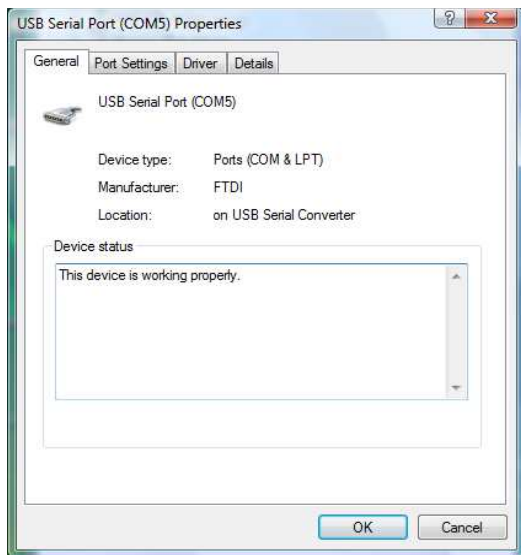 USB Serial Port (COM5) Properties
General Port Settings Driver Details
USB Serial Port (COM5)
Device type: Ports (COM & LPT)
Manufacturer: FTDI
Location: on USB Serial Converter
Device status
This device is working properly.
OK Cancel